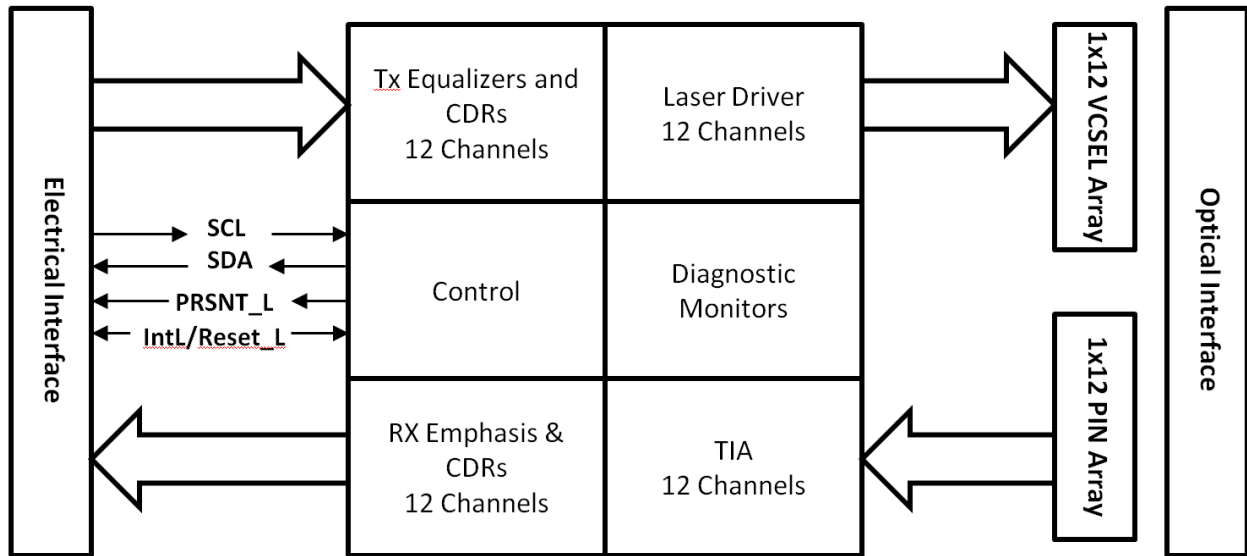 Electrical Interface
Tx Equalizers and
CDRs
12 Channels
Laser Driver
12 Channels
1x12 VCSEL Array
Optical Interface
SCL
SDA
PRSNT_L
IntL/Reset_L
Control
Diagnostic
Monitors
RX Emphasis &
CDRs
12 Channels
TIA
12 Channels
1x12 PIN Array